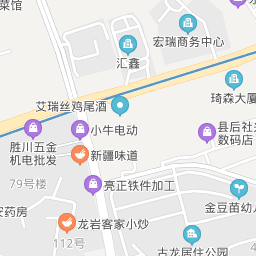 菜馆
宏瑞商务中心
汇鑫
艾瑞丝鸡尾酒
琦森大厦
小牛电动
县后社
数码店
胜川五金
机电批发
新疆味道
79号楼
亮正铁件加工
金豆苗幼儿
安药房
龙岩客家小炒
112号
古龙居住公园